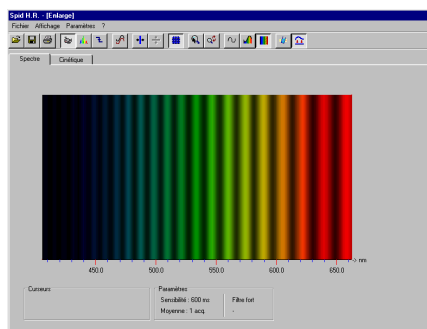 Spid H.R. - [Enlarge]
Fichier Affichage Paramètres ?
Spectre Cinétique
nm
450.0 500.0 550.0 600.0 650.0
Curseurs
Paramètres
Sensibilité : 600 ms Filtre fort
Moyenne : 1 acq. -